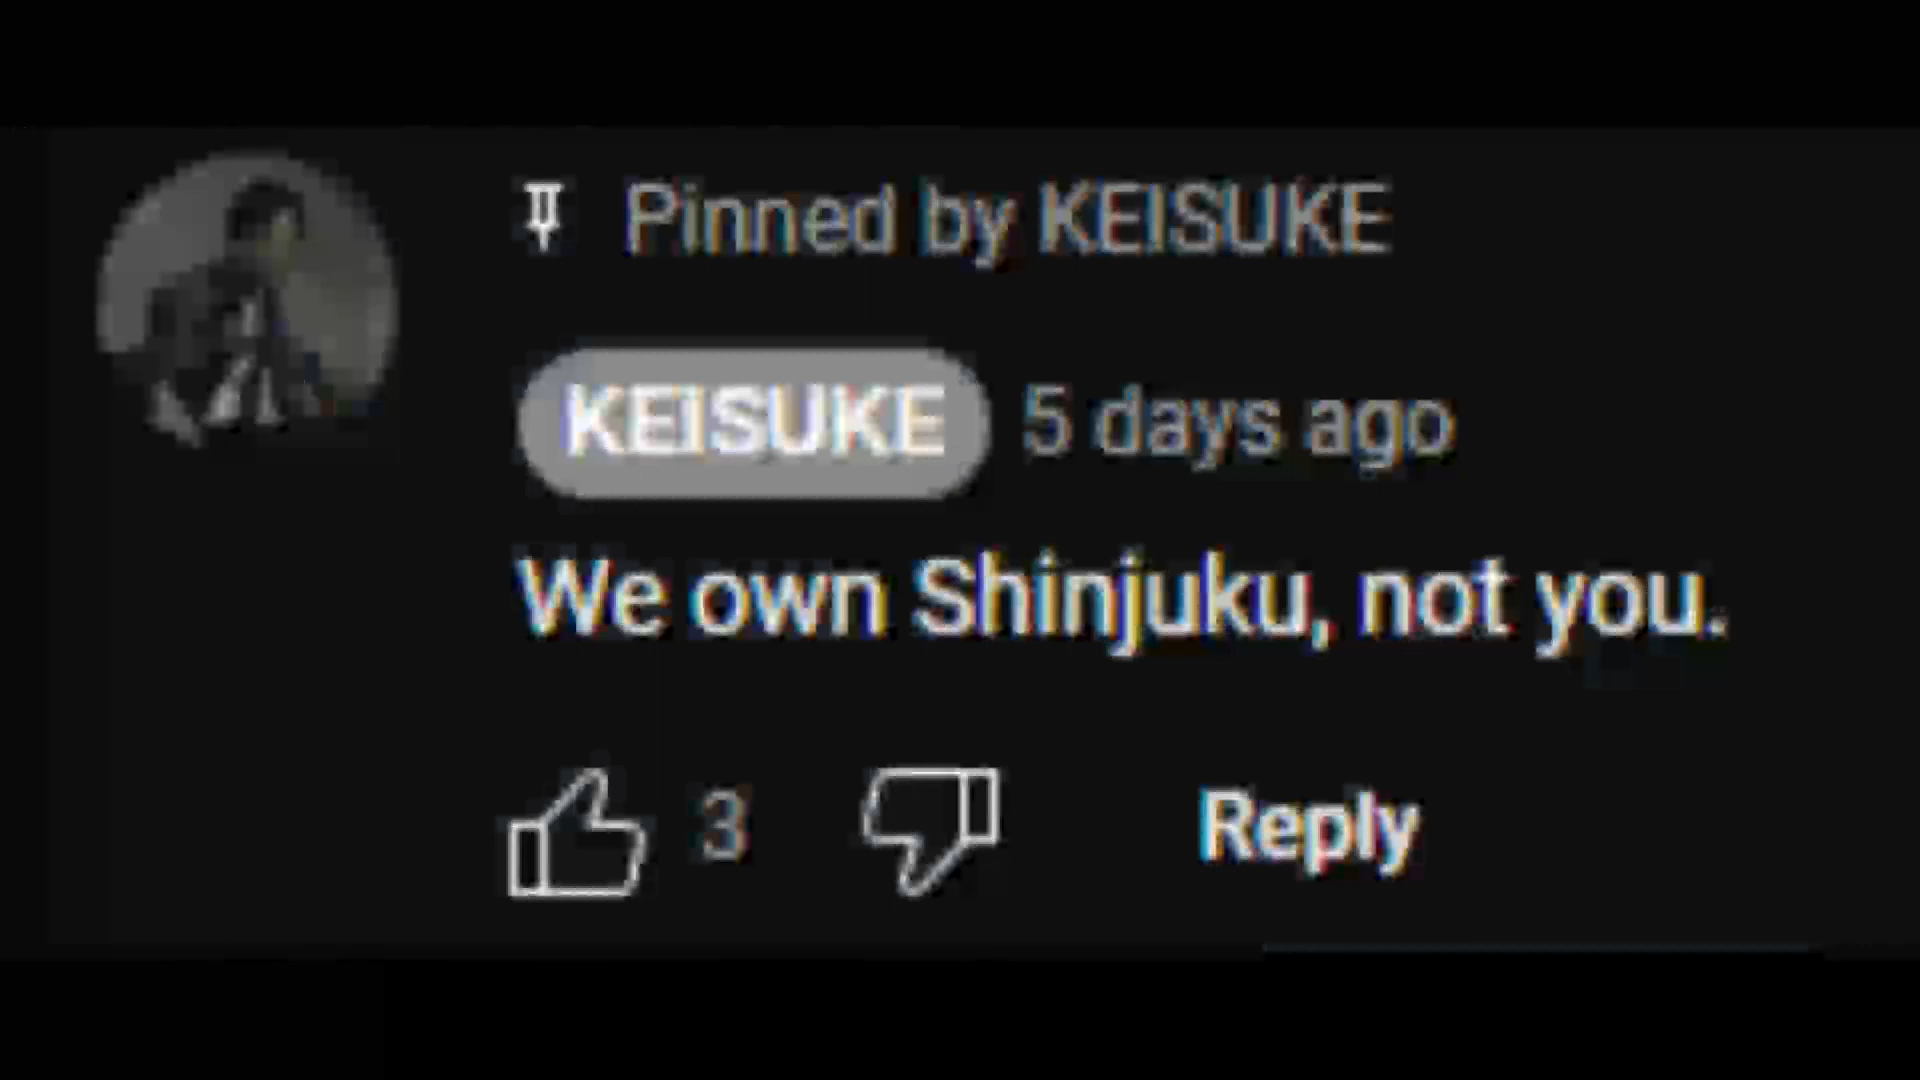 Pinned by KEISUKE
KEISUKE 5 days ago
We own Shinjuku, not you.
3 Reply